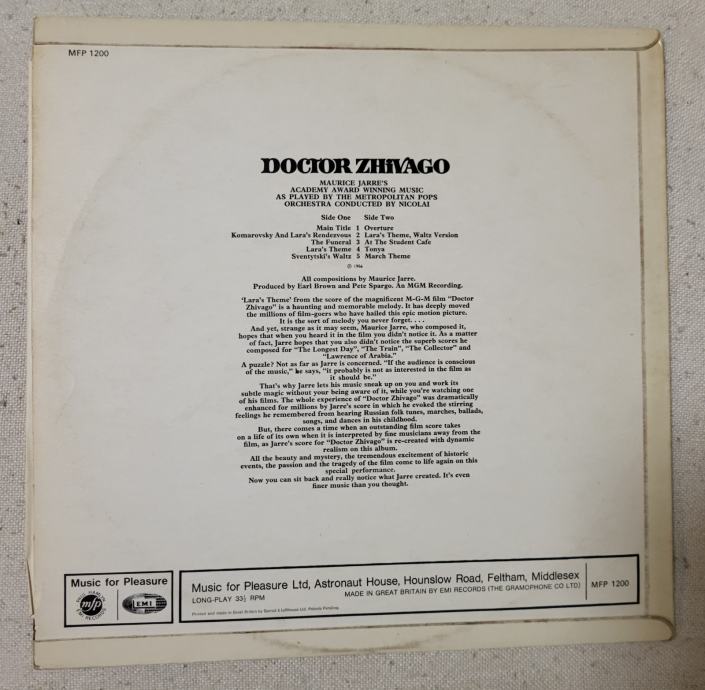 MFP 1200
DOCTOR ZHiVAGO
MAURICE JARRE'S
ACADEMY AWARD WINNING MUSIC
AS PLAYED BY THE METROPOLITAN POPS
ORCHESTRA CONDUCTED BY NICOLAI
Side One Side Two
Main Title 1 Overture
Komarovsky And Lara's Rendezvous 2 Lara's Theme, Waltz Version
The Funeral 3 At The Student Cafe
Lara's Theme 4 Tonya
Sventytski's Waltz 5 March Theme
℗ 1966
All compositions by Maurice Jarre.
Produced by Earl Brown and Pete Spargo. An MGM Recording.
'Lara's Theme' from the score of the magnificent M-G-M film "Doctor
Zhivago" is a haunting and memorable melody. It has deeply moved
the millions of film-goers who have hailed this epic motion picture.
It is the sort of melody you never forget. . . .
And yet, strange as it may seem, Maurice Jarre, who composed it,
hopes that when you heard it in the film you didn't notice it. As a matter
of fact, Jarre hopes that you also didn't notice the superb scores he
composed for "The Longest Day", "The Train", "The Collector" and
"Lawrence of Arabia."
A puzzle? Not as far as Jarre is concerned. "If the audience is conscious
of the music," he says, "it probably is not as interested in the film as
it should be."
That's why Jarre lets his music sneak up on you and work its
subtle magic without your being aware of it, while you're watching one
of his films. The whole experience of "Doctor Zhivago" was dramatically
enhanced for millions by Jarre's score in which he evoked the stirring
feelings he remembered from hearing Russian folk tunes, marches, ballads,
songs, and dances in his childhood.
But, there comes a time when an outstanding film score takes
on a life of its own when it is interpreted by fine musicians away from the
film, as Jarre's score for "Doctor Zhivago" is re-created with dynamic
realism on this album.
All the beauty and mystery, the tremendous excitement of historic
events, the passion and the tragedy of the film come to life again on this
special performance.
Now you can sit back and really notice what Jarre created. It's even
finer music than you thought.
Music for Pleasure
mfp
EMI
Music for Pleasure Ltd, Astronaut House, Hounslow Road, Feltham, Middlesex
LONG-PLAY 33⅓ RPM MADE IN GREAT BRITAIN BY EMI RECORDS (THE GRAMOPHONE CO LTD)
MFP 1200
Printed and made in Great Britain by Garrod & Lofthouse Ltd. Patents Pending.